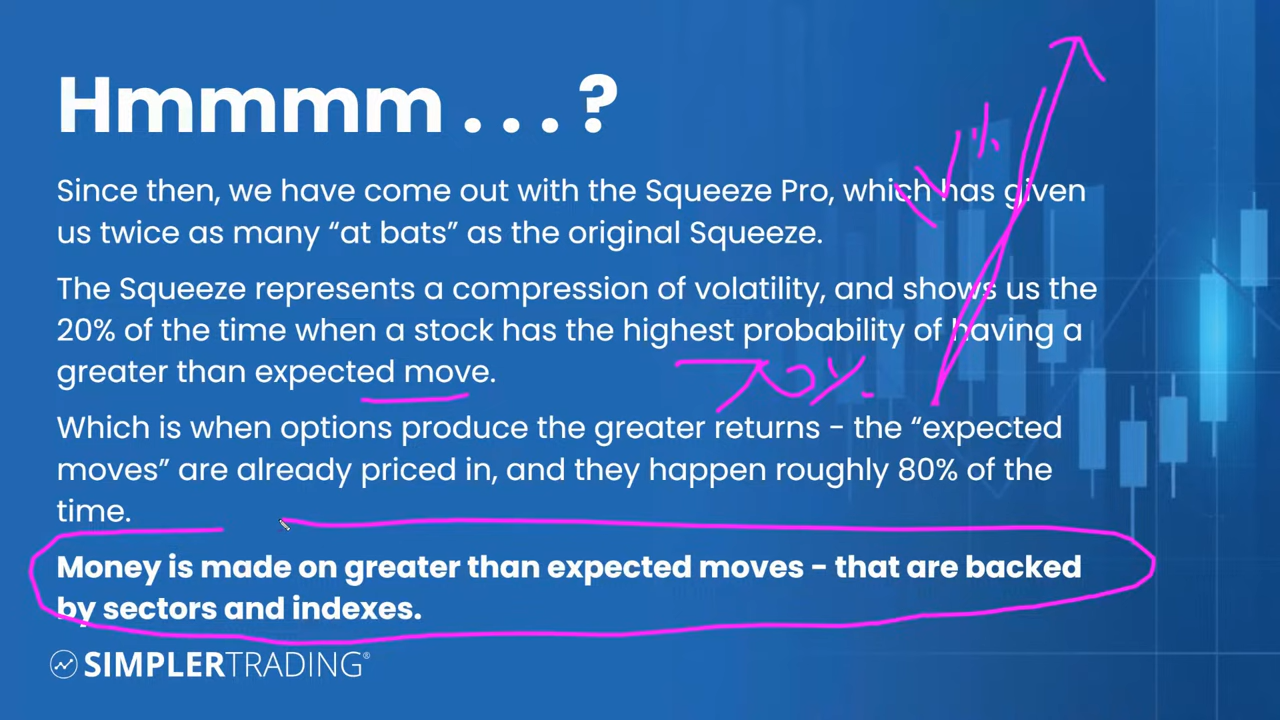 Hmmmm . . . ?
Since then, we have come out with the Squeeze Pro, which has given
us twice as many “at bats” as the original Squeeze.
The Squeeze represents a compression of volatility, and shows us the
20% of the time when a stock has the highest probability of having a
greater than expected move.
70%
Which is when options produce the greater returns – the “expected
moves” are already priced in, and they happen roughly 80% of the
time.
Money is made on greater than expected moves – that are backed
by sectors and indexes.
SIMPLERTRADING®